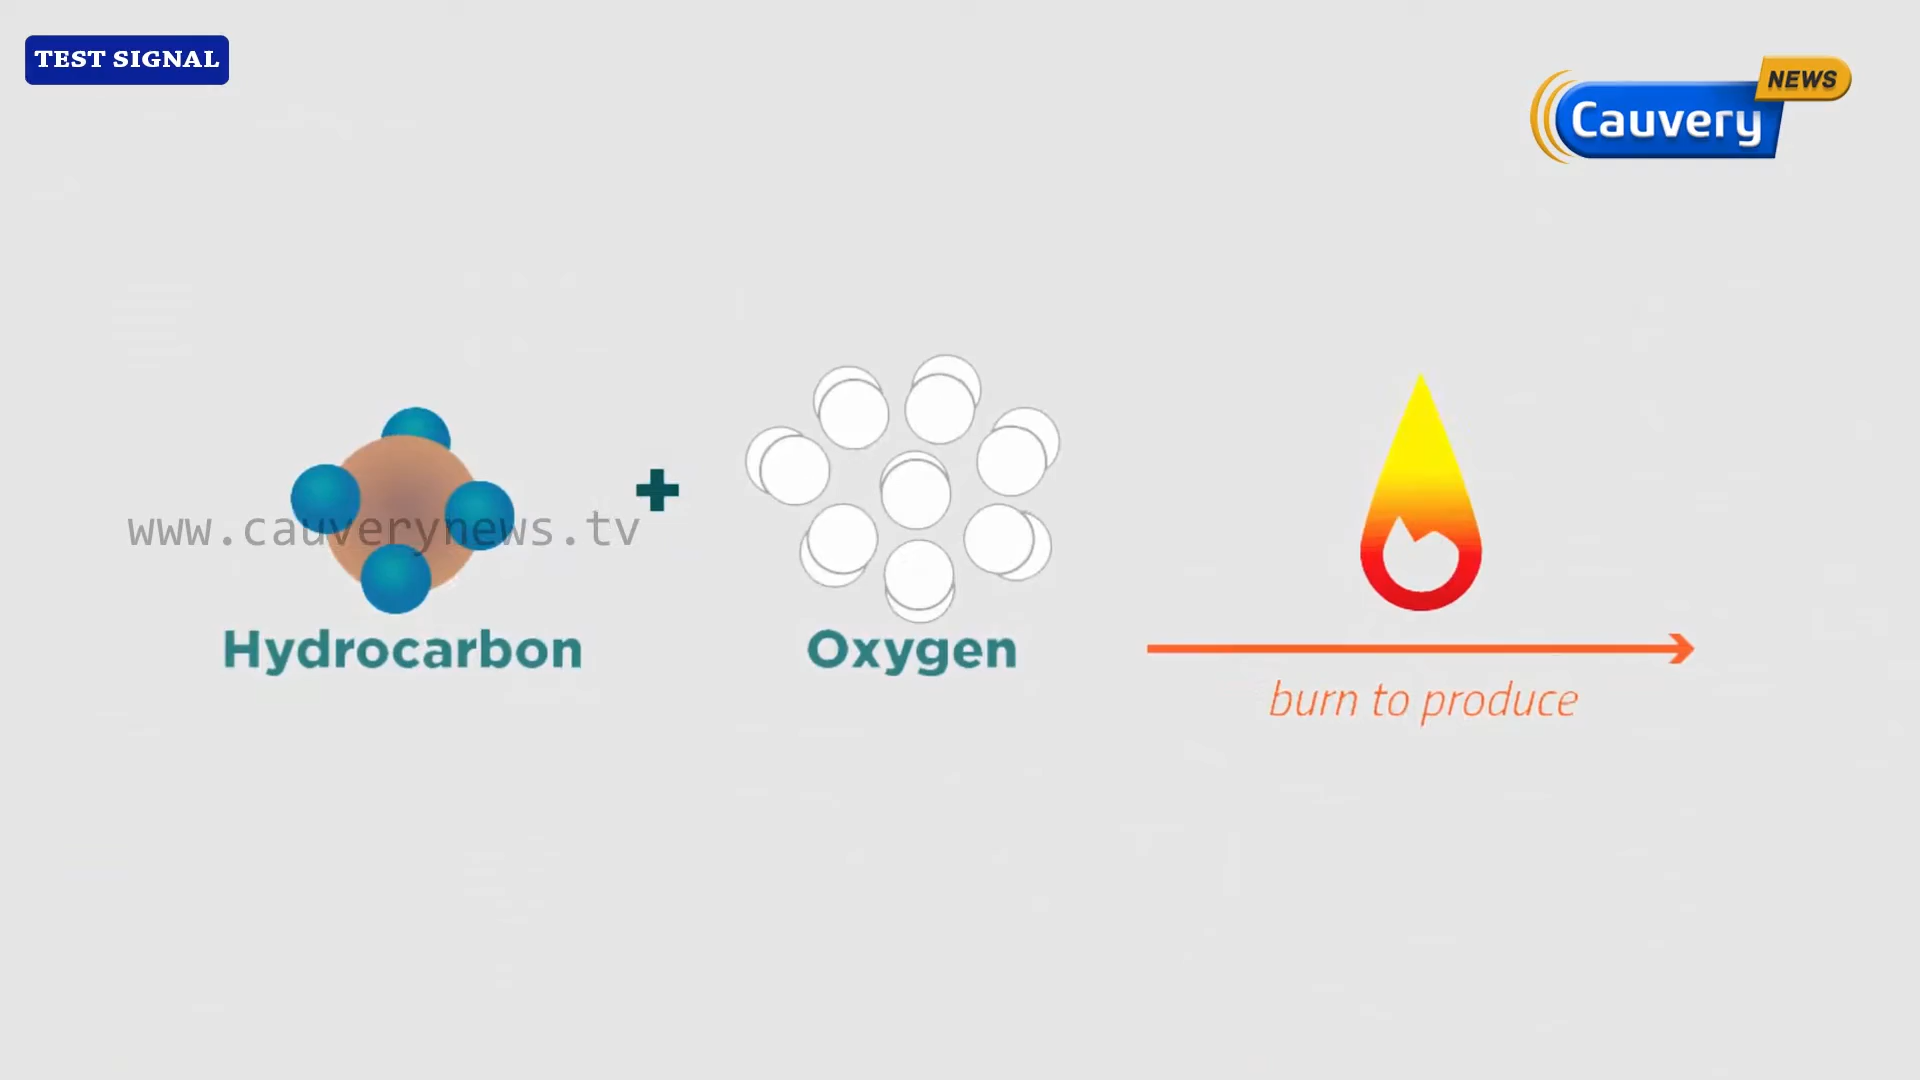 TEST SIGNAL
NEWS
Cauvery
www.cauverynews.tv
+
Hydrocarbon
Oxygen
burn to produce